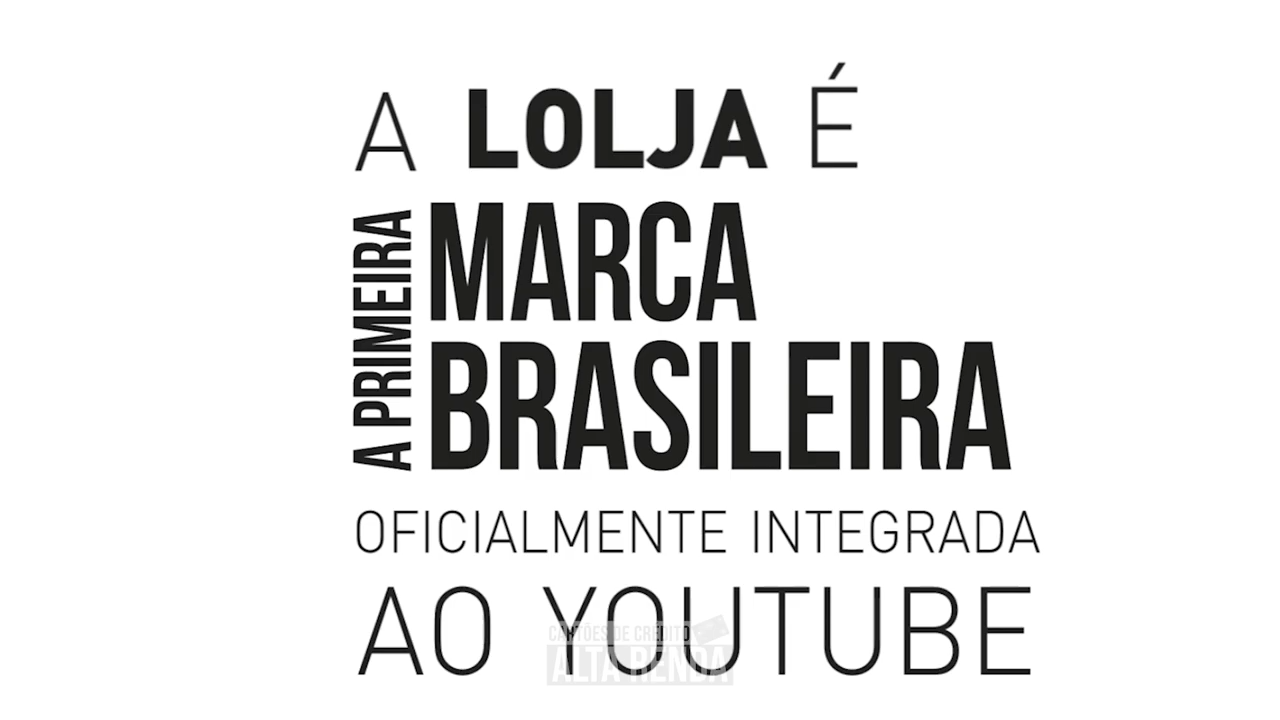 A LOLJA É
A PRIMEIRA
MARCA
BRASILEIRA
OFICIALMENTE INTEGRADA
AO YOUTUBE
CARTÕES DE CRÉDITO
ALTA RENDA